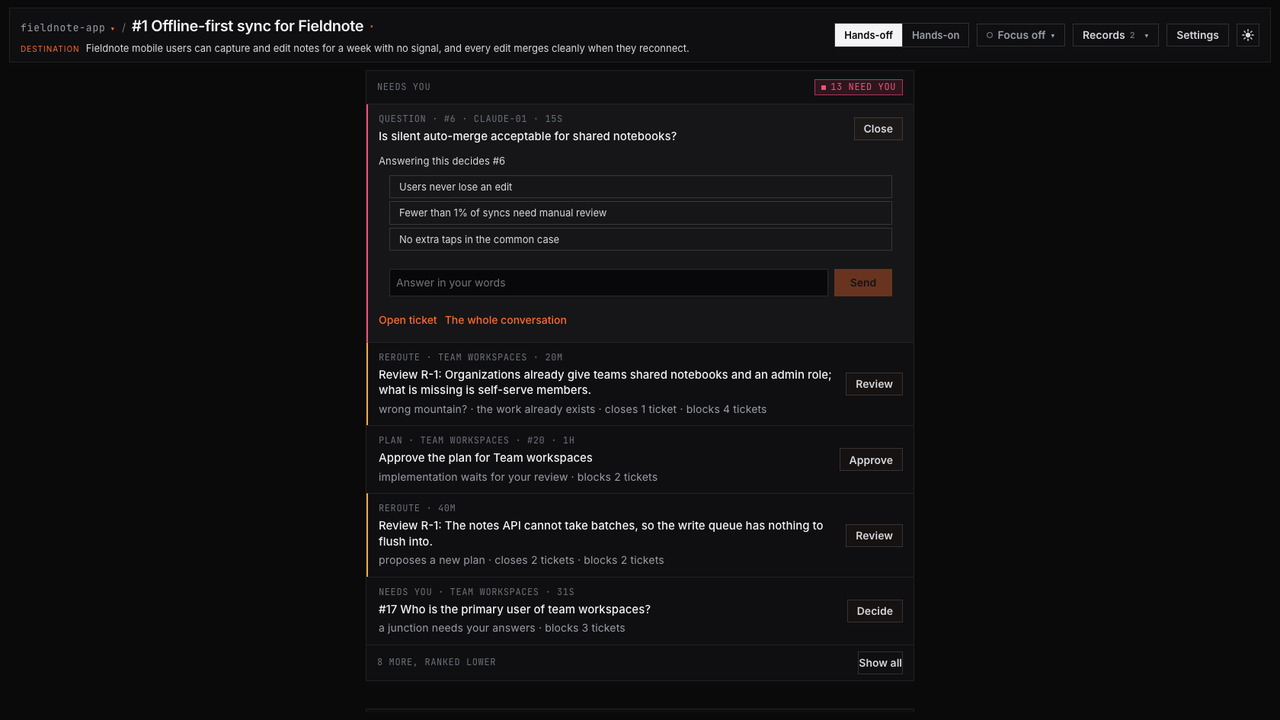 fieldnote-app ▾ / #1 Offline-first sync for Fieldnote
DESTINATION Fieldnote mobile users can capture and edit notes for a week with no signal, and every edit merges cleanly when they reconnect.
Hands-off Hands-on Focus off ▾ Records 2 ▾ Settings
NEEDS YOU
13 NEED YOU
QUESTION · #6 · CLAUDE-01 · 15S
Is silent auto-merge acceptable for shared notebooks?
Close
Answering this decides #6
Users never lose an edit
Fewer than 1% of syncs need manual review
No extra taps in the common case
Answer in your words
Send
Open ticket The whole conversation
REROUTE · TEAM WORKSPACES · 20M
Review R-1: Organizations already give teams shared notebooks and an admin role;
what is missing is self-serve members.
wrong mountain? · the work already exists · closes 1 ticket · blocks 4 tickets
Review
PLAN · TEAM WORKSPACES · #20 · 1H
Approve the plan for Team workspaces
implementation waits for your review · blocks 2 tickets
Approve
REROUTE · 40M
Review R-1: The notes API cannot take batches, so the write queue has nothing to
flush into.
proposes a new plan · closes 2 tickets · blocks 2 tickets
Review
NEEDS YOU · TEAM WORKSPACES · 31S
#17 Who is the primary user of team workspaces?
a junction needs your answers · blocks 3 tickets
Decide
8 MORE, RANKED LOWER
Show all